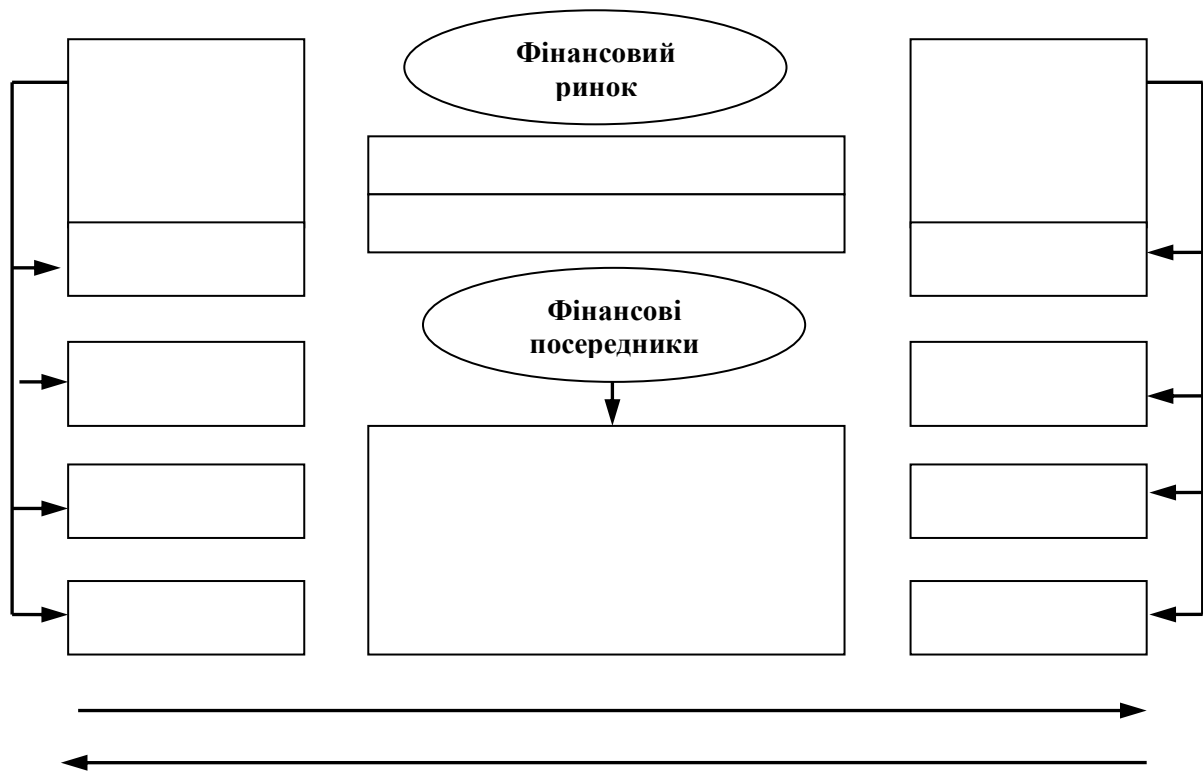 Фінансовий
ринок
Фінансові
посередники